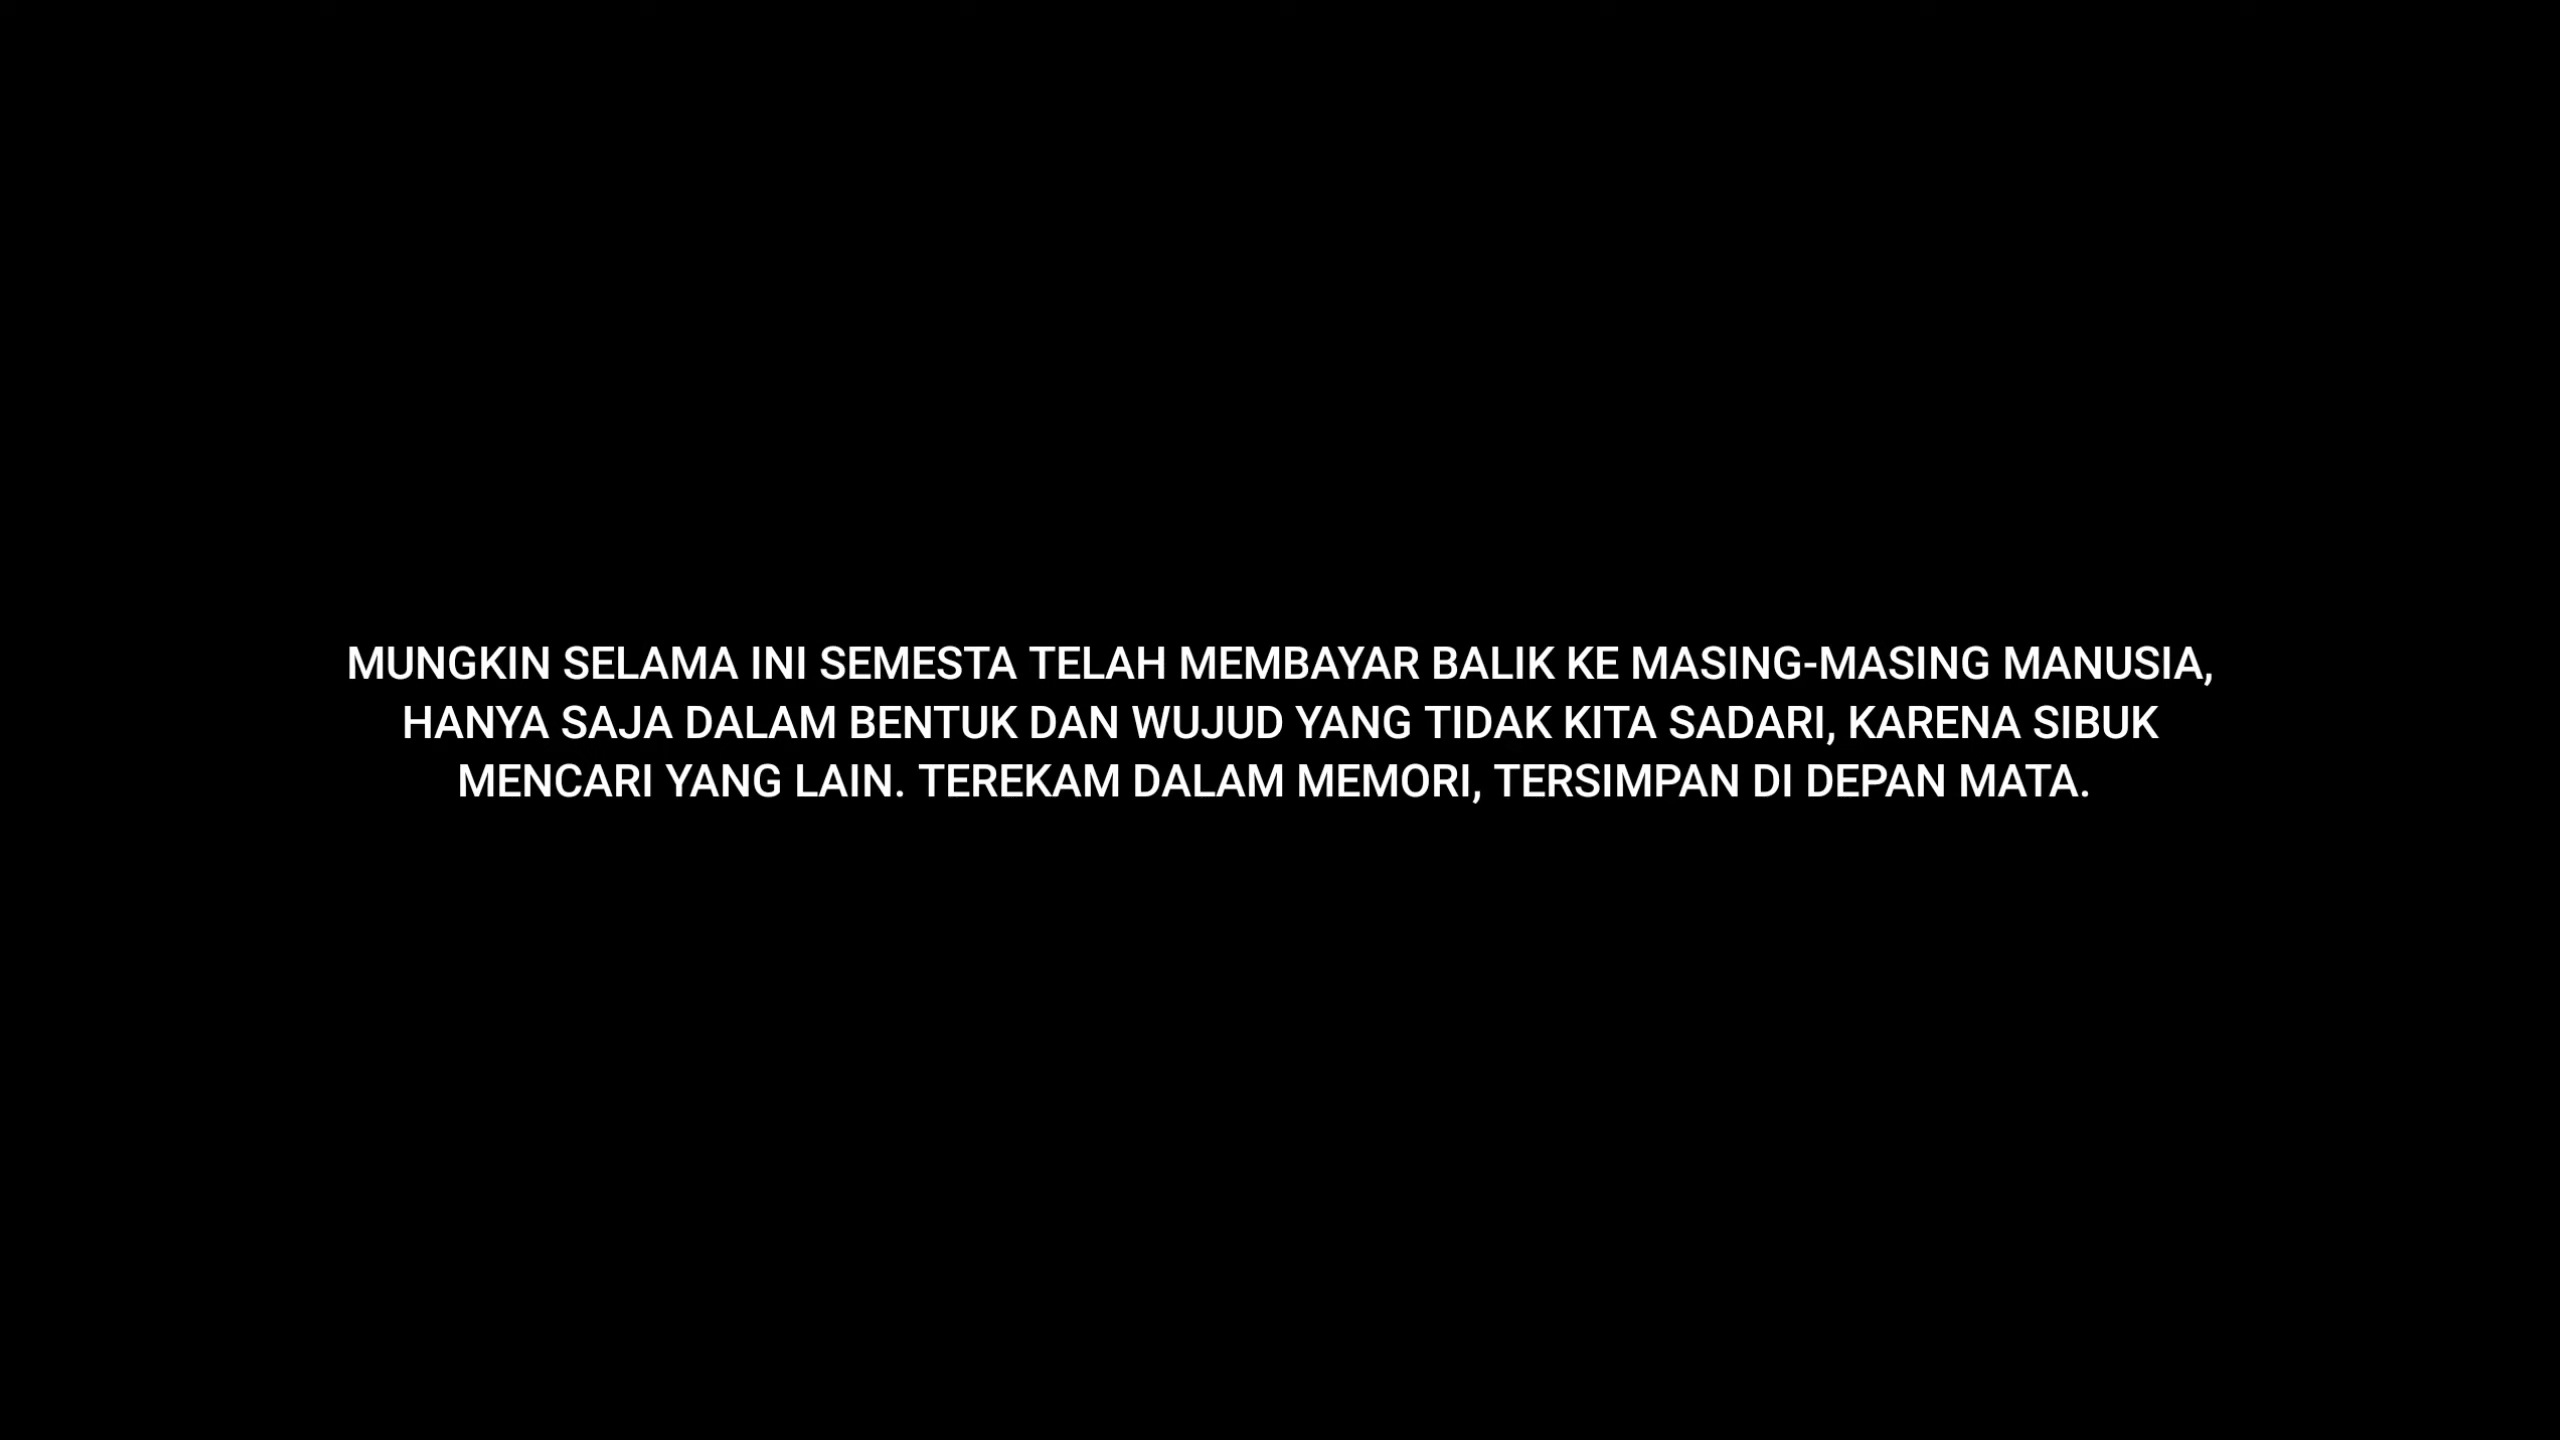 MUNGKIN SELAMA INI SEMESTA TELAH MEMBAYAR BALIK KE MASING-MASING MANUSIA,
HANYA SAJA DALAM BENTUK DAN WUJUD YANG TIDAK KITA SADARI, KARENA SIBUK
MENCARI YANG LAIN. TEREKAM DALAM MEMORI, TERSIMPAN DI DEPAN MATA.